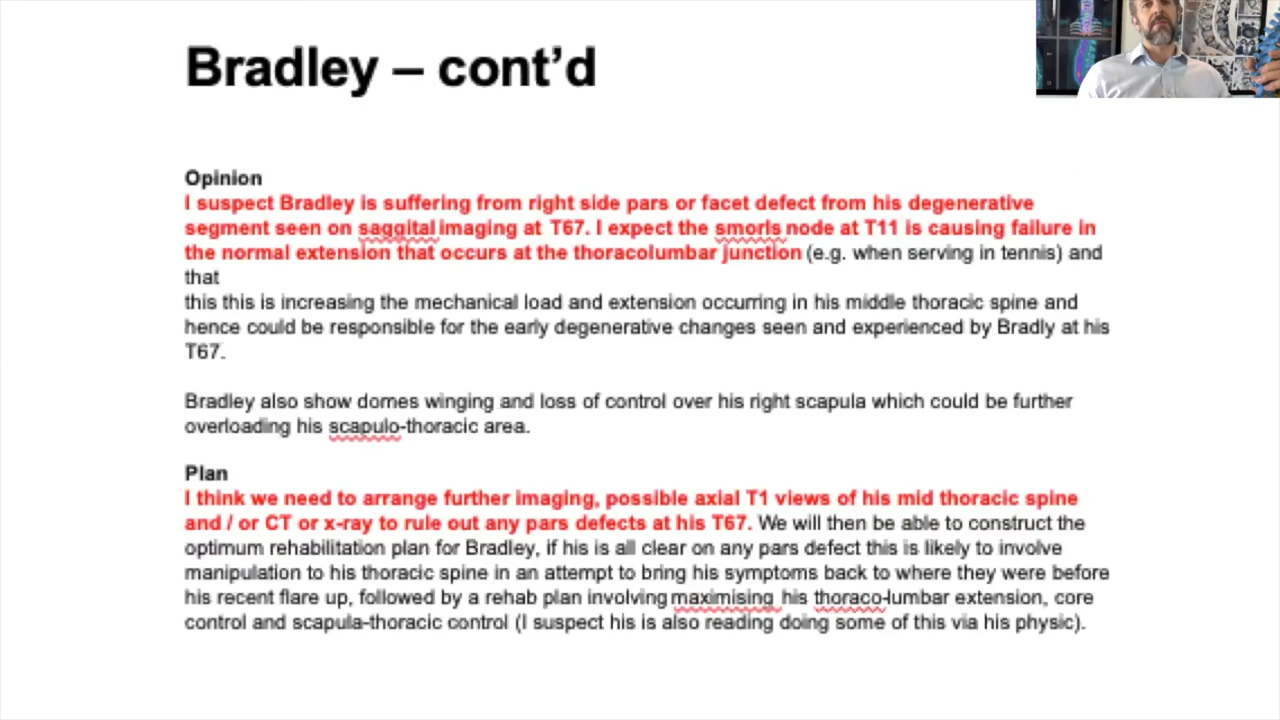 Bradley – cont’d
Opinion
I suspect Bradley is suffering from right side pars or facet defect from his degenerative
segment seen on saggital imaging at T67. I expect the smorls node at T11 is causing failure in
the normal extension that occurs at the thoracolumbar junction (e.g. when serving in tennis) and
that
this this is increasing the mechanical load and extension occurring in his middle thoracic spine and
hence could be responsible for the early degenerative changes seen and experienced by Bradly at his
T67.
Bradley also show domes winging and loss of control over his right scapula which could be further
overloading his scapulo-thoracic area.
Plan
I think we need to arrange further imaging, possible axial T1 views of his mid thoracic spine
and / or CT or x-ray to rule out any pars defects at his T67. We will then be able to construct the
optimum rehabilitation plan for Bradley, if his is all clear on any pars defect this is likely to involve
manipulation to his thoracic spine in an attempt to bring his symptoms back to where they were before
his recent flare up, followed by a rehab plan involving maximising his thoraco-lumbar extension, core
control and scapula-thoracic control (I suspect his is also reading doing some of this via his physic).